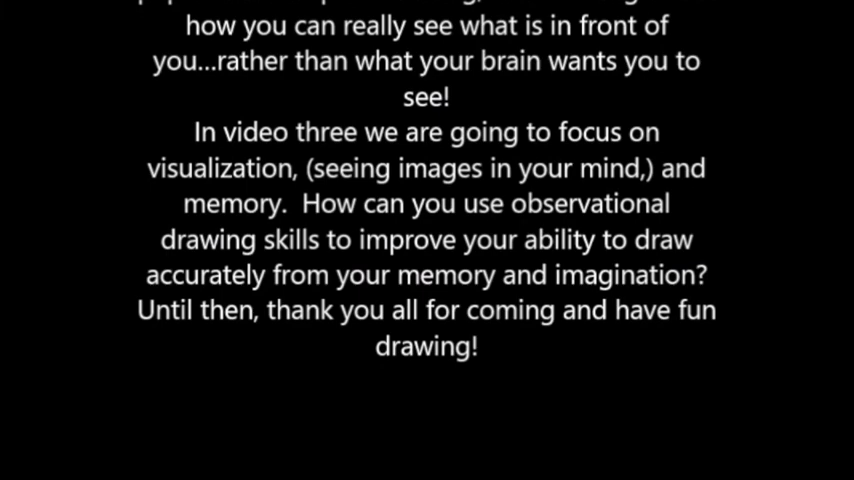 how you can really see what is in front of
you...rather than what your brain wants you to
see!
In video three we are going to focus on
visualization, (seeing images in your mind,) and
memory.  How can you use observational
drawing skills to improve your ability to draw
accurately from your memory and imagination?
Until then, thank you all for coming and have fun
drawing!